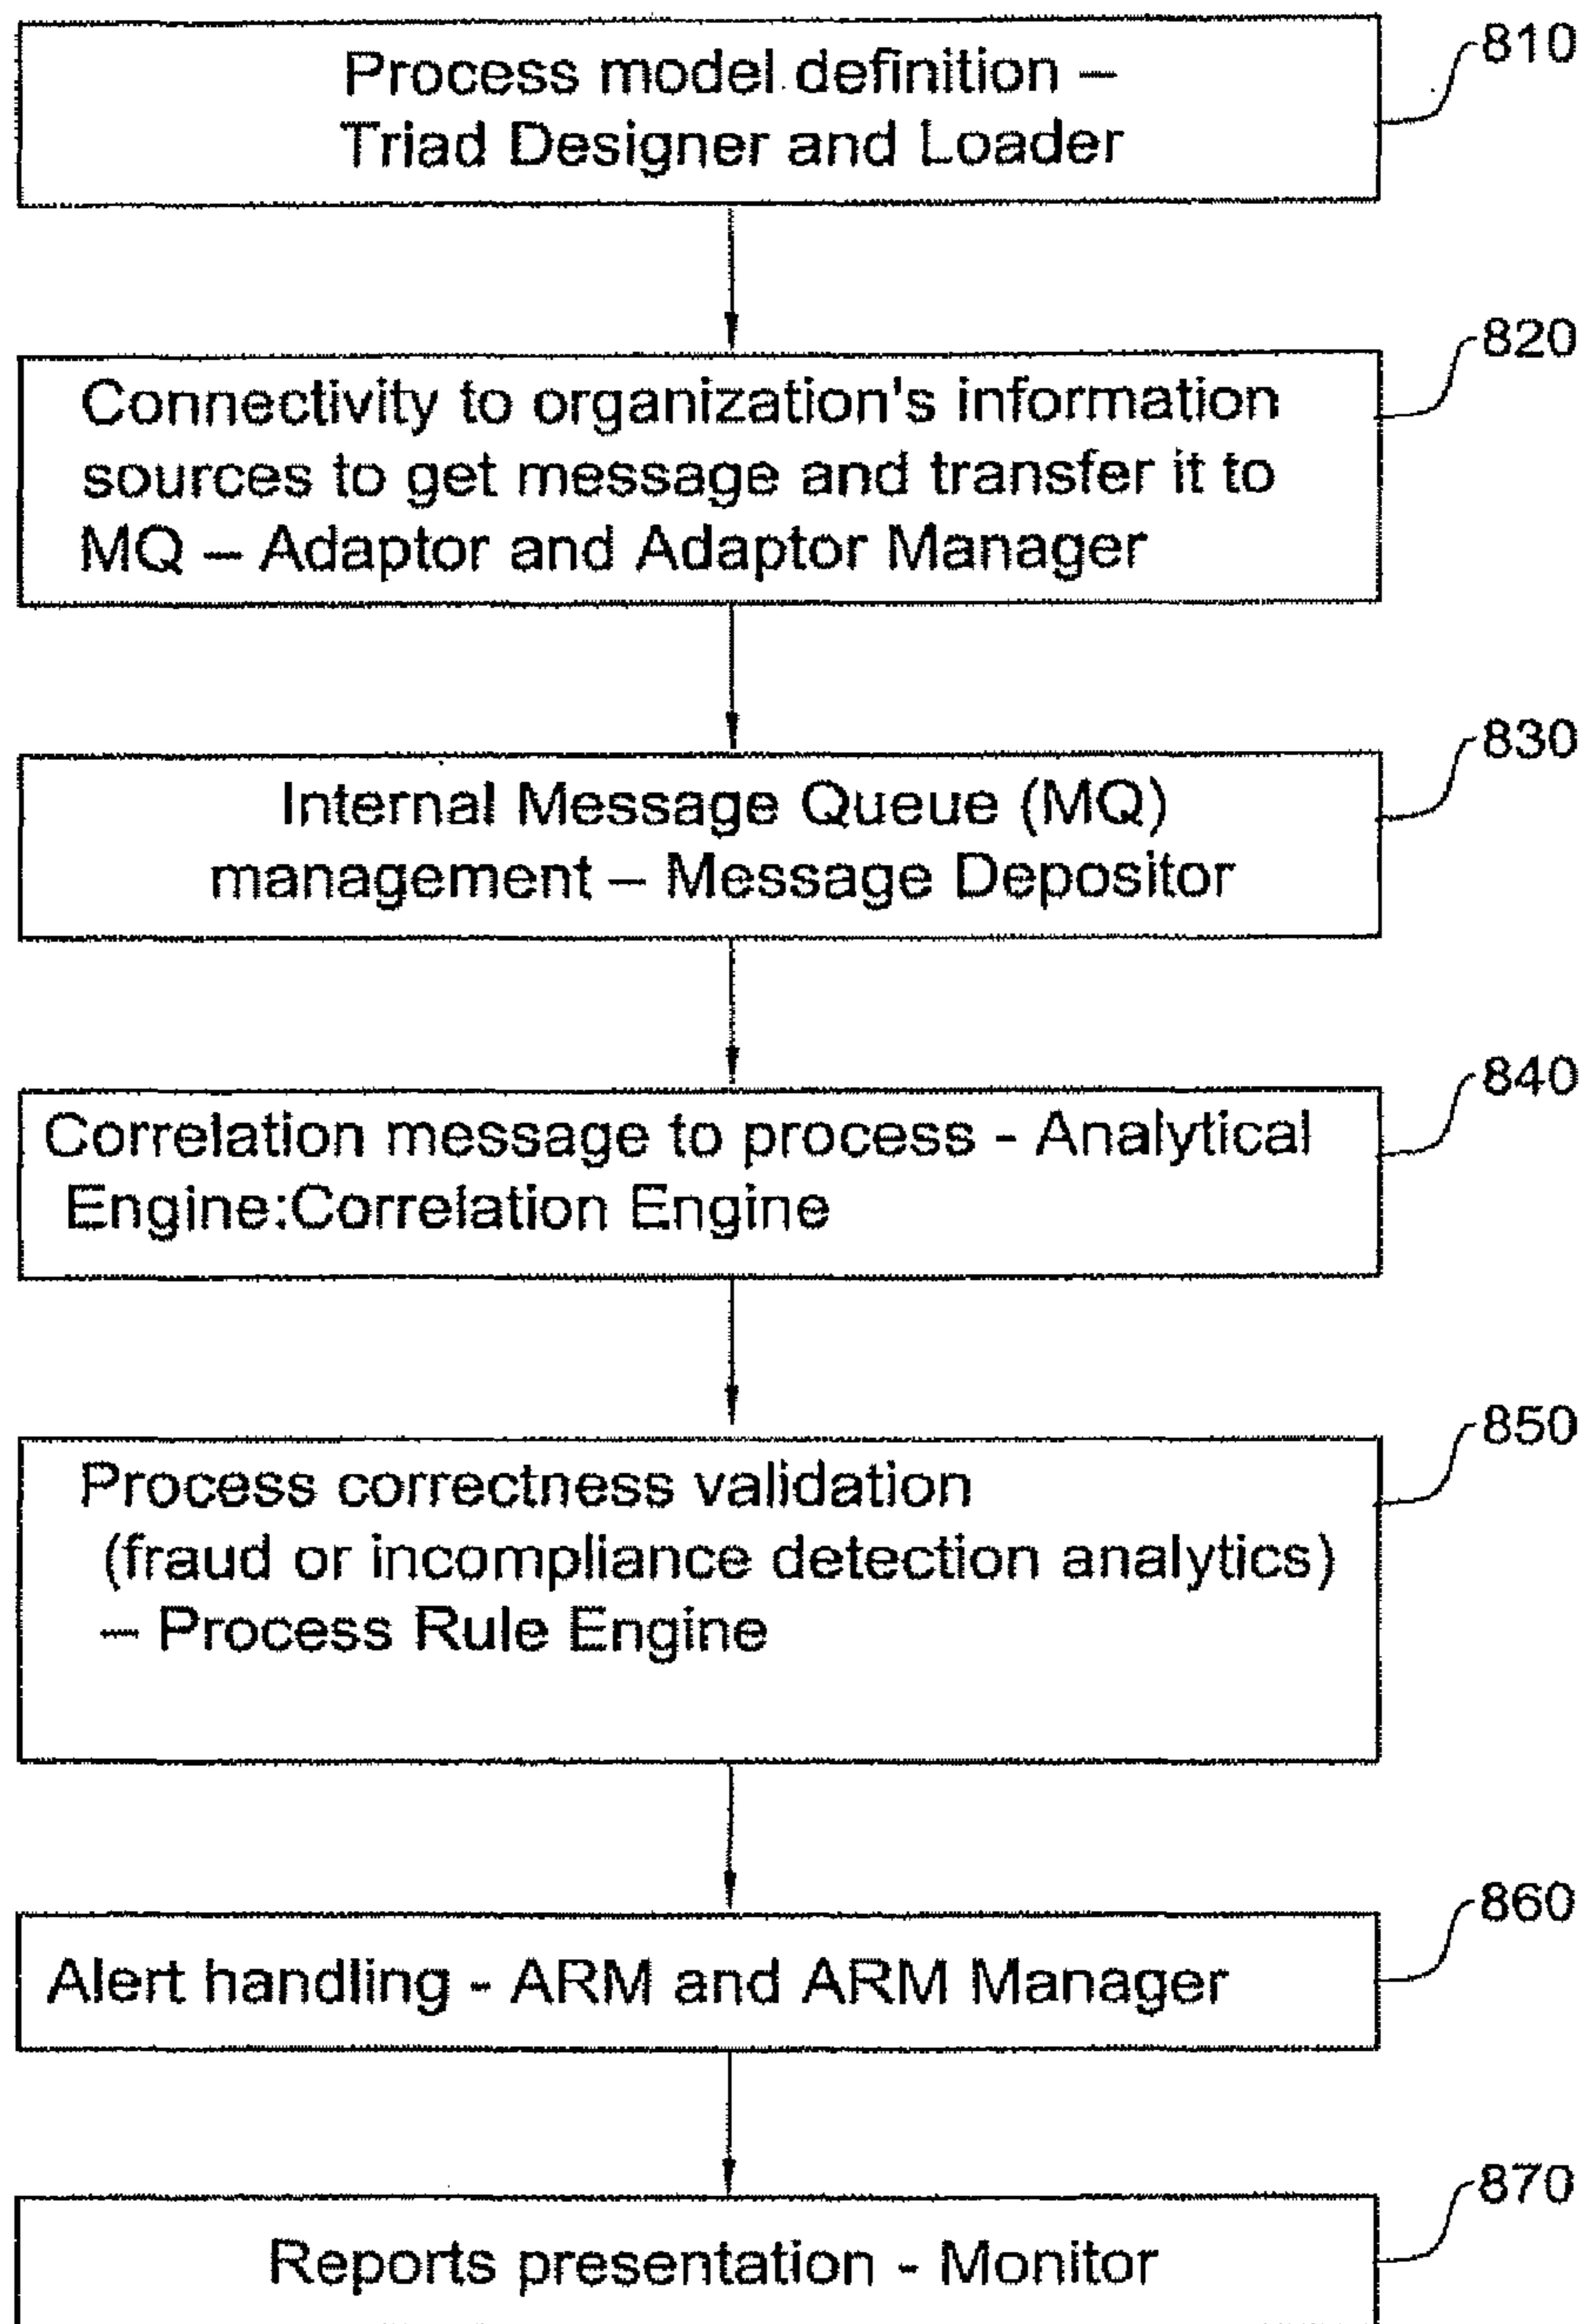 810
Process model definition –
Triad Designer and Loader
820
Connectivity to organization's information
sources to get message and transfer it to
MQ – Adaptor and Adaptor Manager
830
Internal Message Queue (MQ)
management – Message Depositor
840
Correlation message to process - Analytical
Engine:Correlation Engine
850
Process correctness validation
(fraud or incompliance detection analytics)
– Process Rule Engine
860
Alert handling - ARM and ARM Manager
870
Reports presentation - Monitor